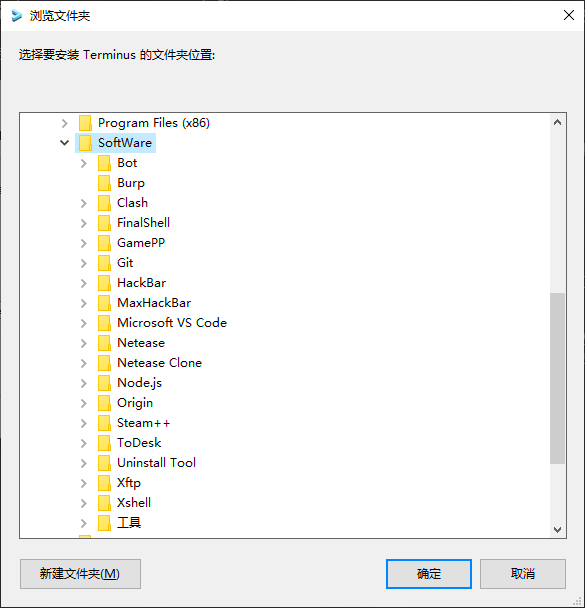 浏览文件夹
选择要安装 Terminus 的文件夹位置:
Program Files (x86)
SoftWare
Bot
Burp
Clash
FinalShell
GamePP
Git
HackBar
MaxHackBar
Microsoft VS Code
Netease
Netease Clone
Node.js
Origin
Steam++
ToDesk
Uninstall Tool
Xftp
Xshell
工具
新建文件夹(M)
确定
取消